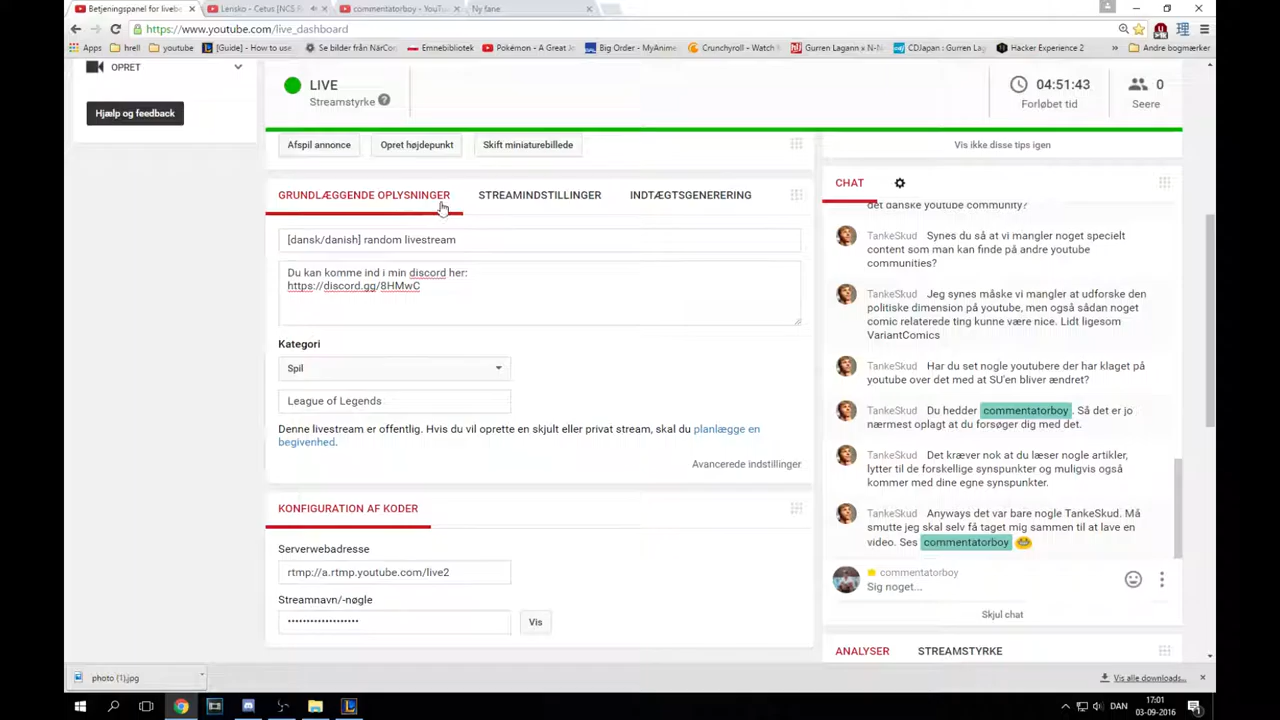 Betjeningspanel for livebe
Lensko - Cetus [NCS R
commentatorboy - YouTu
Ny fane
https://www.youtube.com/live_dashboard
Apps
hrell
youtube
[Guide] - How to use
Se bilder från NärCon
Emnebibliotek
Pokémon - A Great Jo
Big Order - MyAnime
Crunchyroll - Watch
Gurren Lagann x N-N
CDJapan : Gurren Lag
Hacker Experience 2
»
Andre bogmærker
OPRET
Hjælp og feedback
LIVE
Streamstyrke
04:51:43
Forløbet tid
0
Seere
Afspil annonce
Opret højdepunkt
Skift miniaturebillede
Vis ikke disse tips igen
GRUNDLÆGGENDE OPLYSNINGER
STREAMINDSTILLINGER
INDTÆGTSGENERERING
[dansk/danish] random livestream
Du kan komme ind i min discord her:
https://discord.gg/8HMwC
Kategori
Spil
League of Legends
Denne livestream er offentlig. Hvis du vil oprette en skjult eller privat stream, skal du planlægge en
begivenhed.
Avancerede indstillinger
KONFIGURATION AF KODER
Serverwebadresse
rtmp://a.rtmp.youtube.com/live2
Streamnavn/-nøgle
Vis
CHAT
det danske youtube community?
TankeSkud Synes du så at vi mangler noget specielt
content som man kan finde på andre youtube
communities?
TankeSkud Jeg synes måske vi mangler at udforske den
politiske dimension på youtube, men også sådan noget
comic relaterede ting kunne være nice. Lidt ligesom
VariantComics
TankeSkud Har du set nogle youtubere der har klaget på
youtube over det med at SU'en bliver ændret?
TankeSkud Du hedder commentatorboy. Så det er jo
nærmest oplagt at du forsøger dig med det.
TankeSkud Det kræver nok at du læser nogle artikler,
lytter til de forskellige synspunkter og muligvis også
kommer med dine egne synspunkter.
TankeSkud Anyways det var bare nogle TankeSkud. Må
smutte jeg skal selv få taget mig sammen til at lave en
video. Ses commentatorboy
commentatorboy
Sig noget...
Skjul chat
ANALYSER
STREAMSTYRKE
photo (1).jpg
Vis alle downloads...
DAN
17:01
03-09-2016